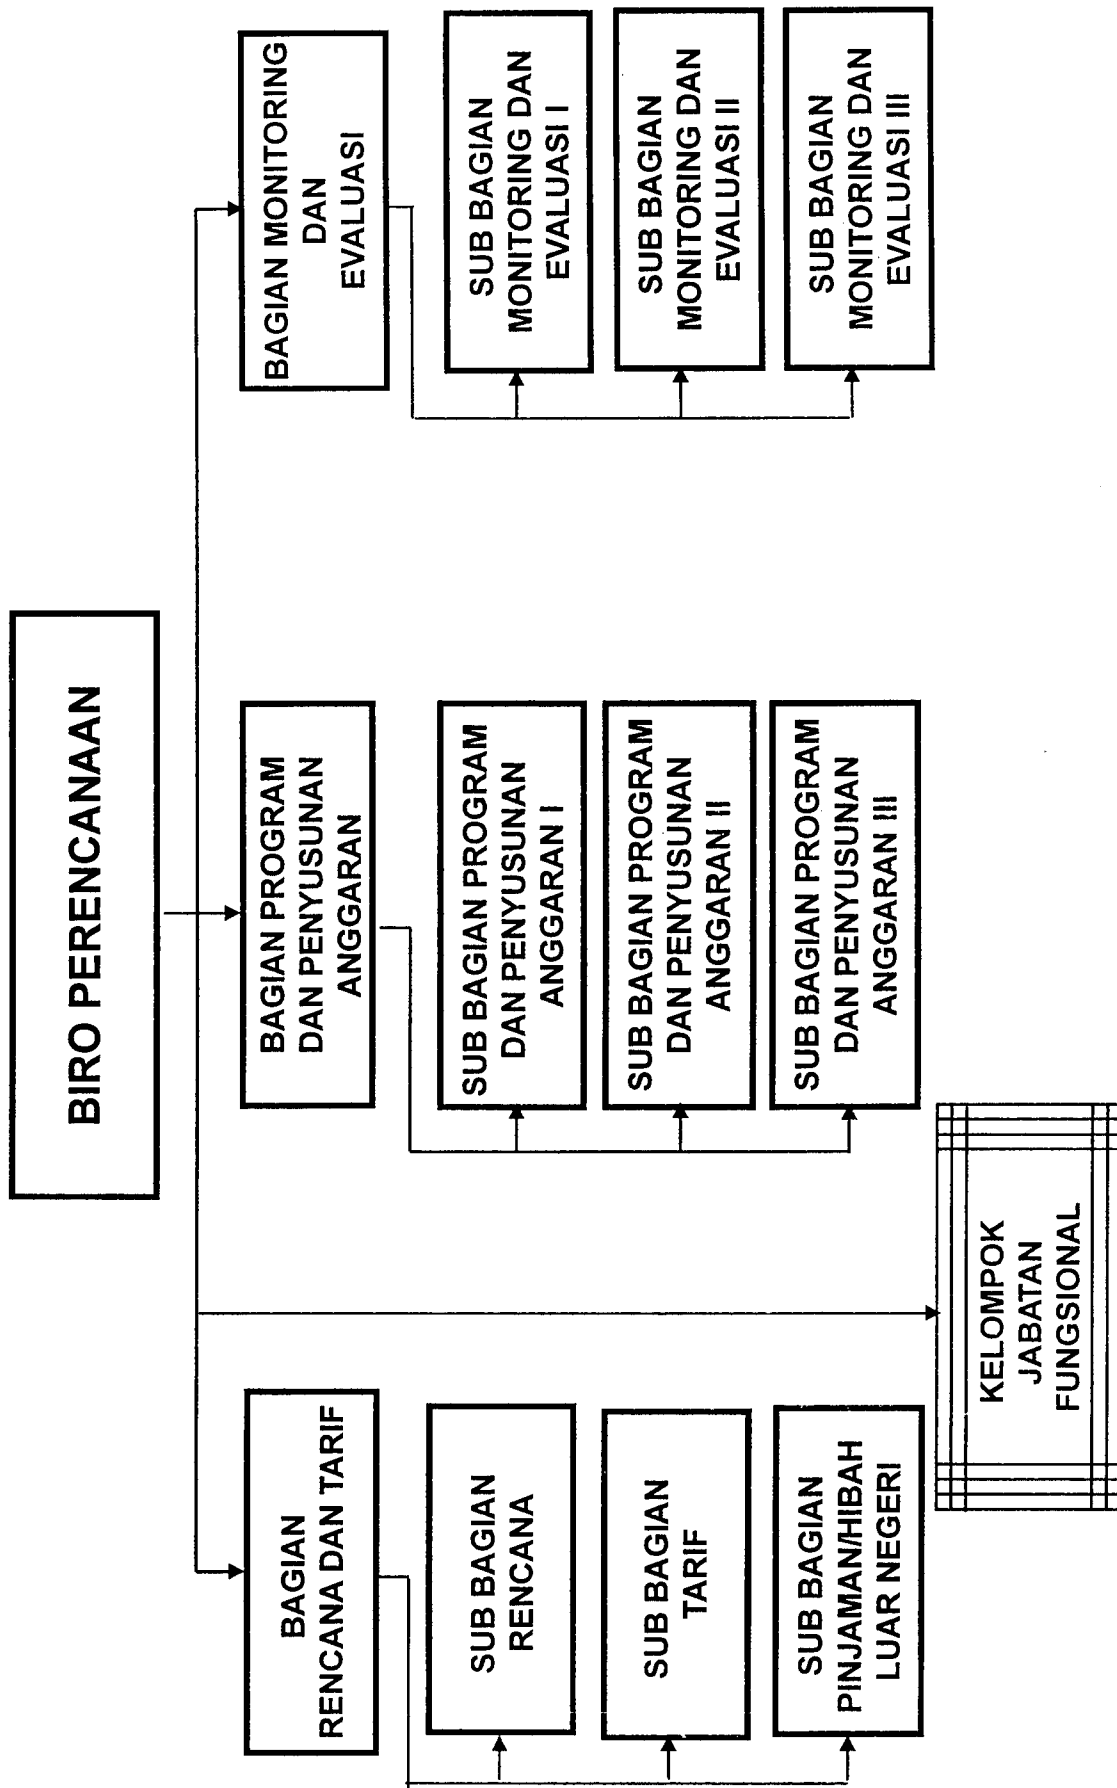 BIRO PERENCANAAN
BAGIAN
RENCANA DAN TARIF
SUB BAGIAN
RENCANA
SUB BAGIAN
TARIF
SUB BAGIAN
PINJAMAN/HIBAH
LUAR NEGERI
KELOMPOK
JABATAN
FUNGSIONAL
BAGIAN PROGRAM
DAN PENYUSUNAN
ANGGARAN
SUB BAGIAN PROGRAM
DAN PENYUSUNAN
ANGGARAN I
SUB BAGIAN PROGRAM
DAN PENYUSUNAN
ANGGARAN II
SUB BAGIAN PROGRAM
DAN PENYUSUNAN
ANGGARAN III
BAGIAN MONITORING
DAN
EVALUASI
SUB BAGIAN
MONITORING DAN
EVALUASI I
SUB BAGIAN
MONITORING DAN
EVALUASI II
SUB BAGIAN
MONITORING DAN
EVALUASI III